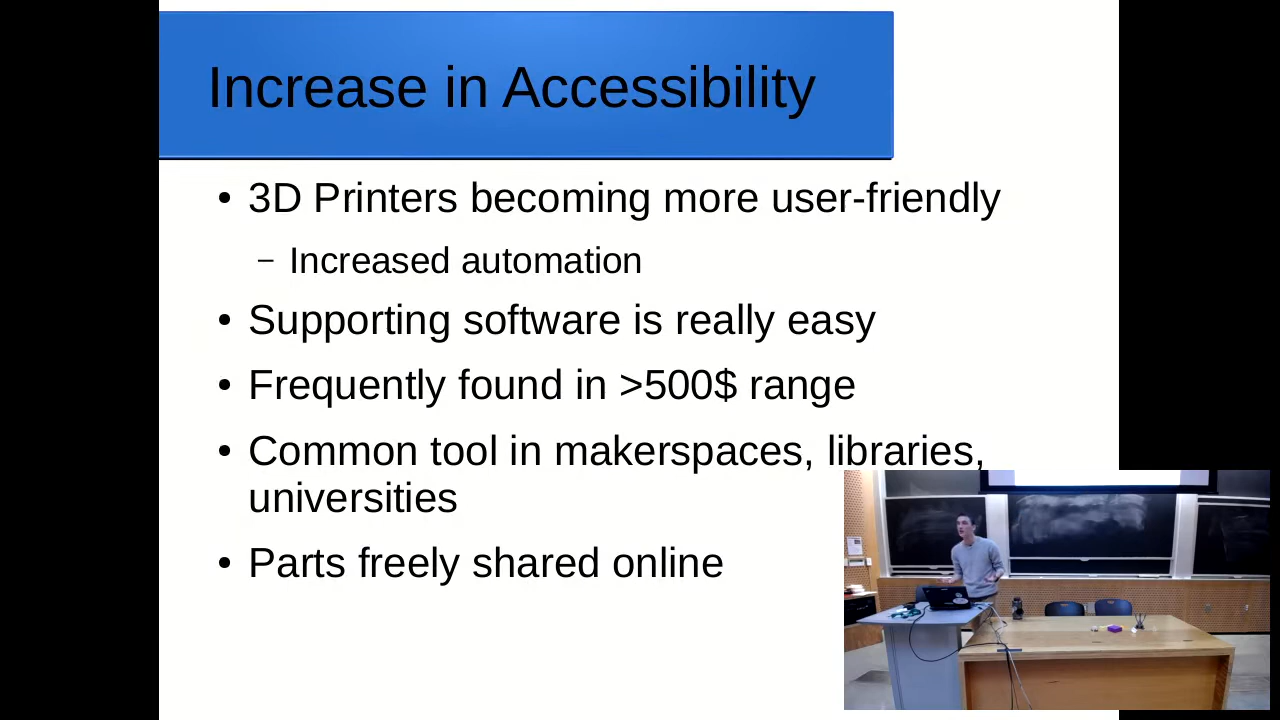 Increase in Accessibility
• 3D Printers becoming more user-friendly
– Increased automation
• Supporting software is really easy
• Frequently found in >500$ range
• Common tool in makerspaces, libraries,
universities
• Parts freely shared online